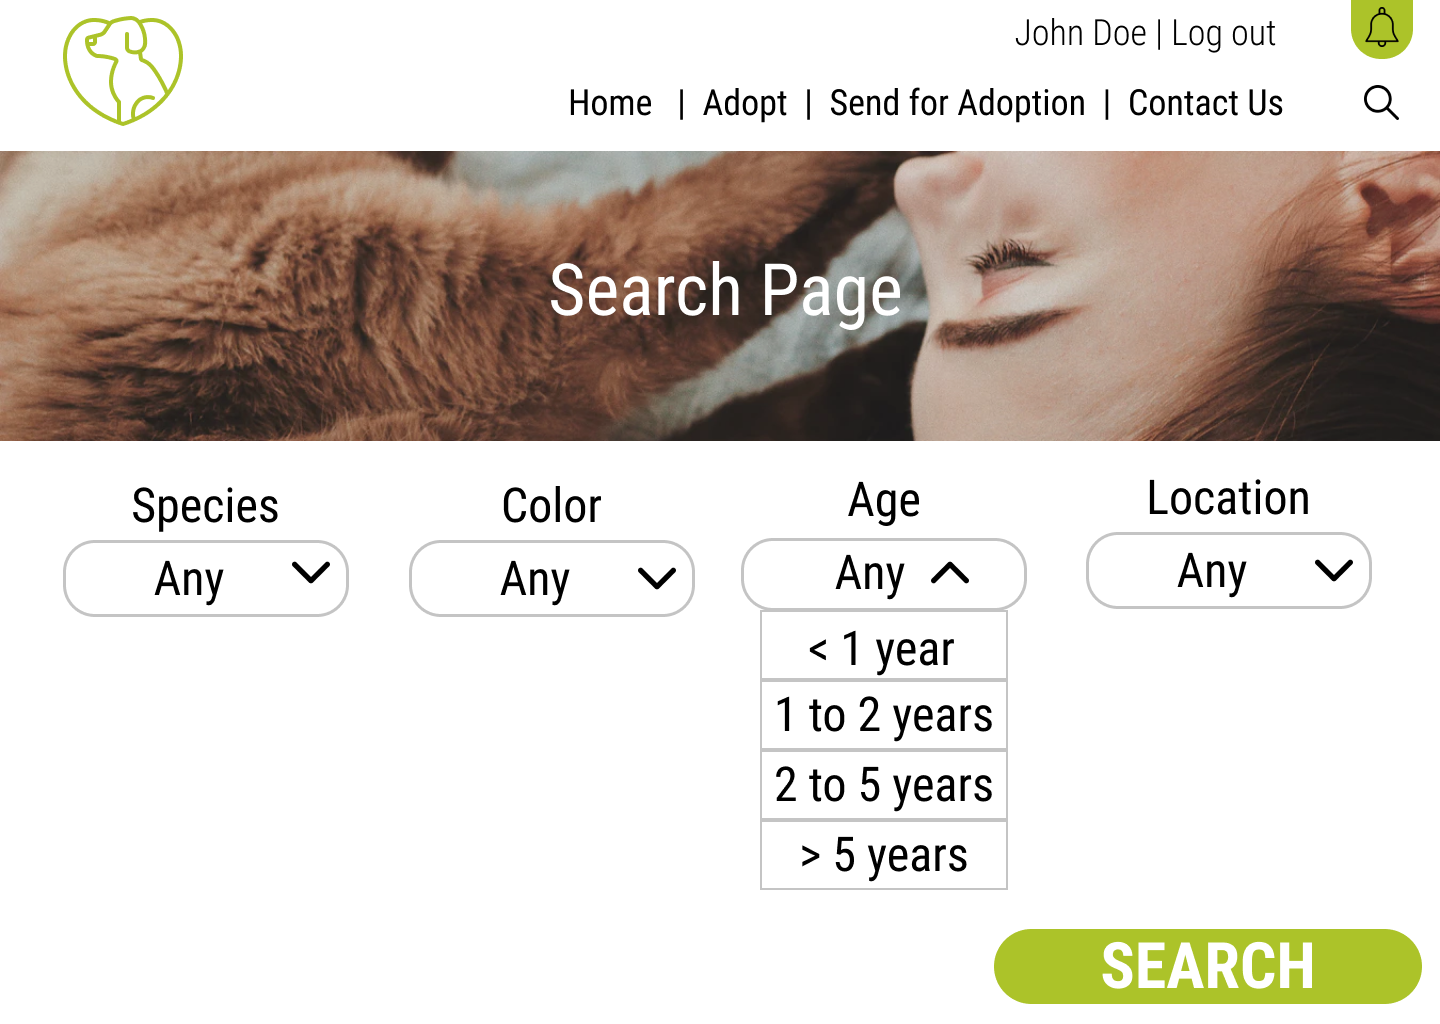 John Doe | Log out
Home | Adopt | Send for Adoption | Contact Us
Search Page
Species Color Age Location
Any Any Any Any
< 1 year
1 to 2 years
2 to 5 years
> 5 years
SEARCH